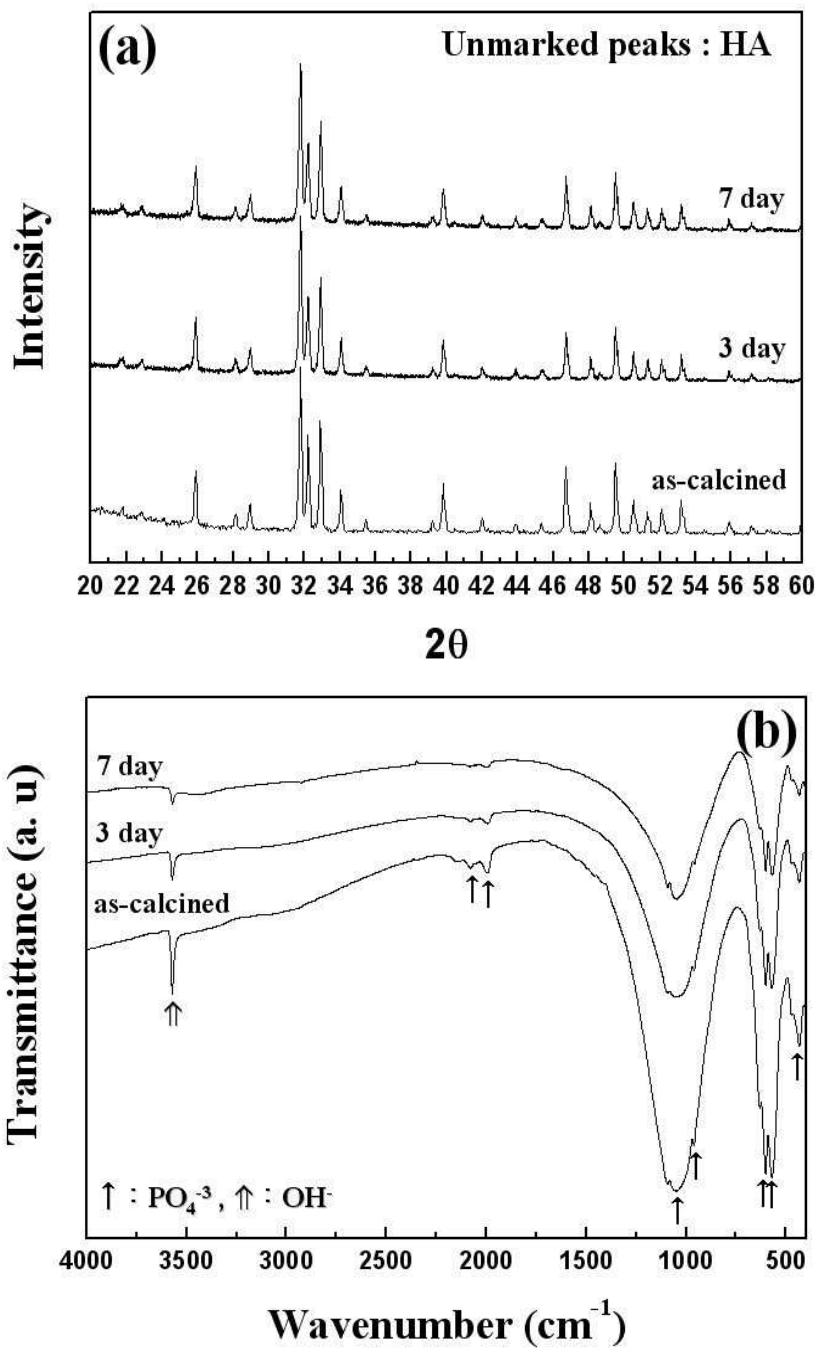 (a)
Unmarked peaks : HA
Intensity
7 day
3 day
as-calcined
20 22 24 26 28 30 32 34 36 38 40 42 44 46 48 50 52 54 56 58 60
2θ
(b)
Transmittance (a. u)
7 day
3 day
as-calcined
↑ : PO₄⁻³ , ⇑ : OH⁻
4000 3500 3000 2500 2000 1500 1000 500
Wavenumber (cm⁻¹)